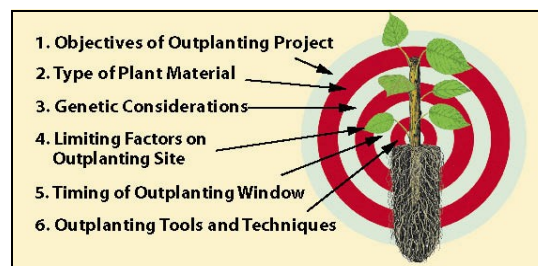 1. Objectives of Outplanting Project
2. Type of Plant Material
3. Genetic Considerations
4. Limiting Factors on
Outplanting Site
5. Timing of Outplanting Window
6. Outplanting Tools and Techniques